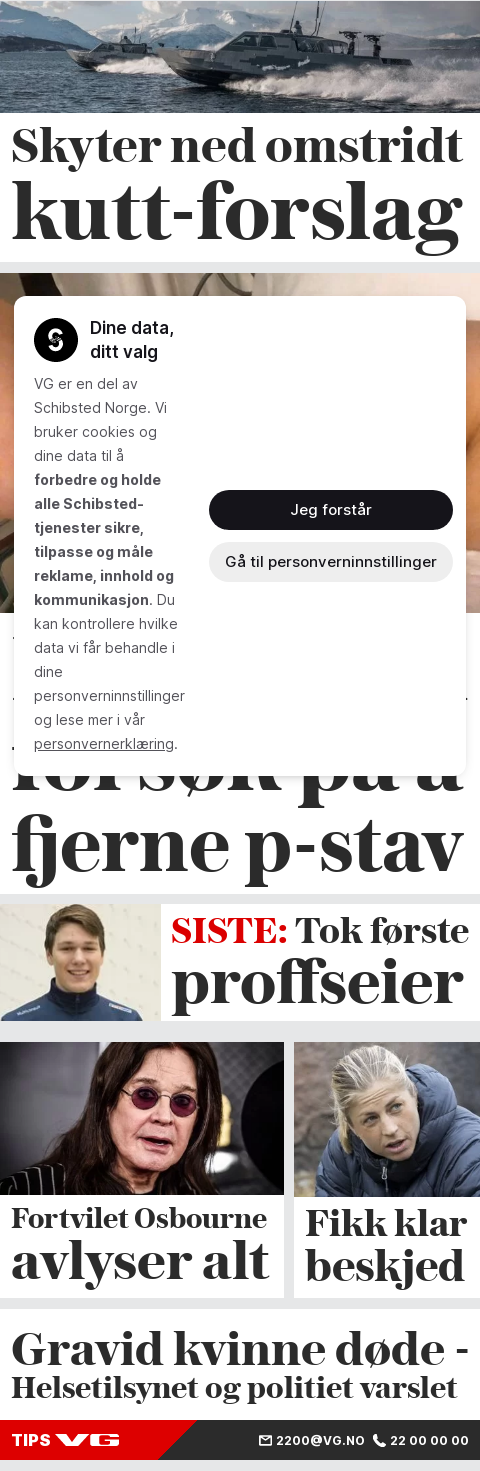 Skyter ned omstridt
kutt-forslag
Dine data,
ditt valg
VG er en del av
Schibsted Norge. Vi
bruker cookies og
dine data til å
forbedre og holde
alle Schibsted-
tjenester sikre,
tilpasse og måle
reklame, innhold og
kommunikasjon. Du
kan kontrollere hvilke
data vi får behandle i
dine
personverninnstillinger
og lese mer i vår
personvernerklæring.
Jeg forstår
Gå til personverninnstillinger
forsøk på å
fjerne p-stav
SISTE: Tok første
proffseier
Fortvilet Osbourne
avlyser alt
Fikk klar
beskjed
Gravid kvinne døde -
Helsetilsynet og politiet varslet
TIPS VG
2200@VG.NO
22 00 00 00